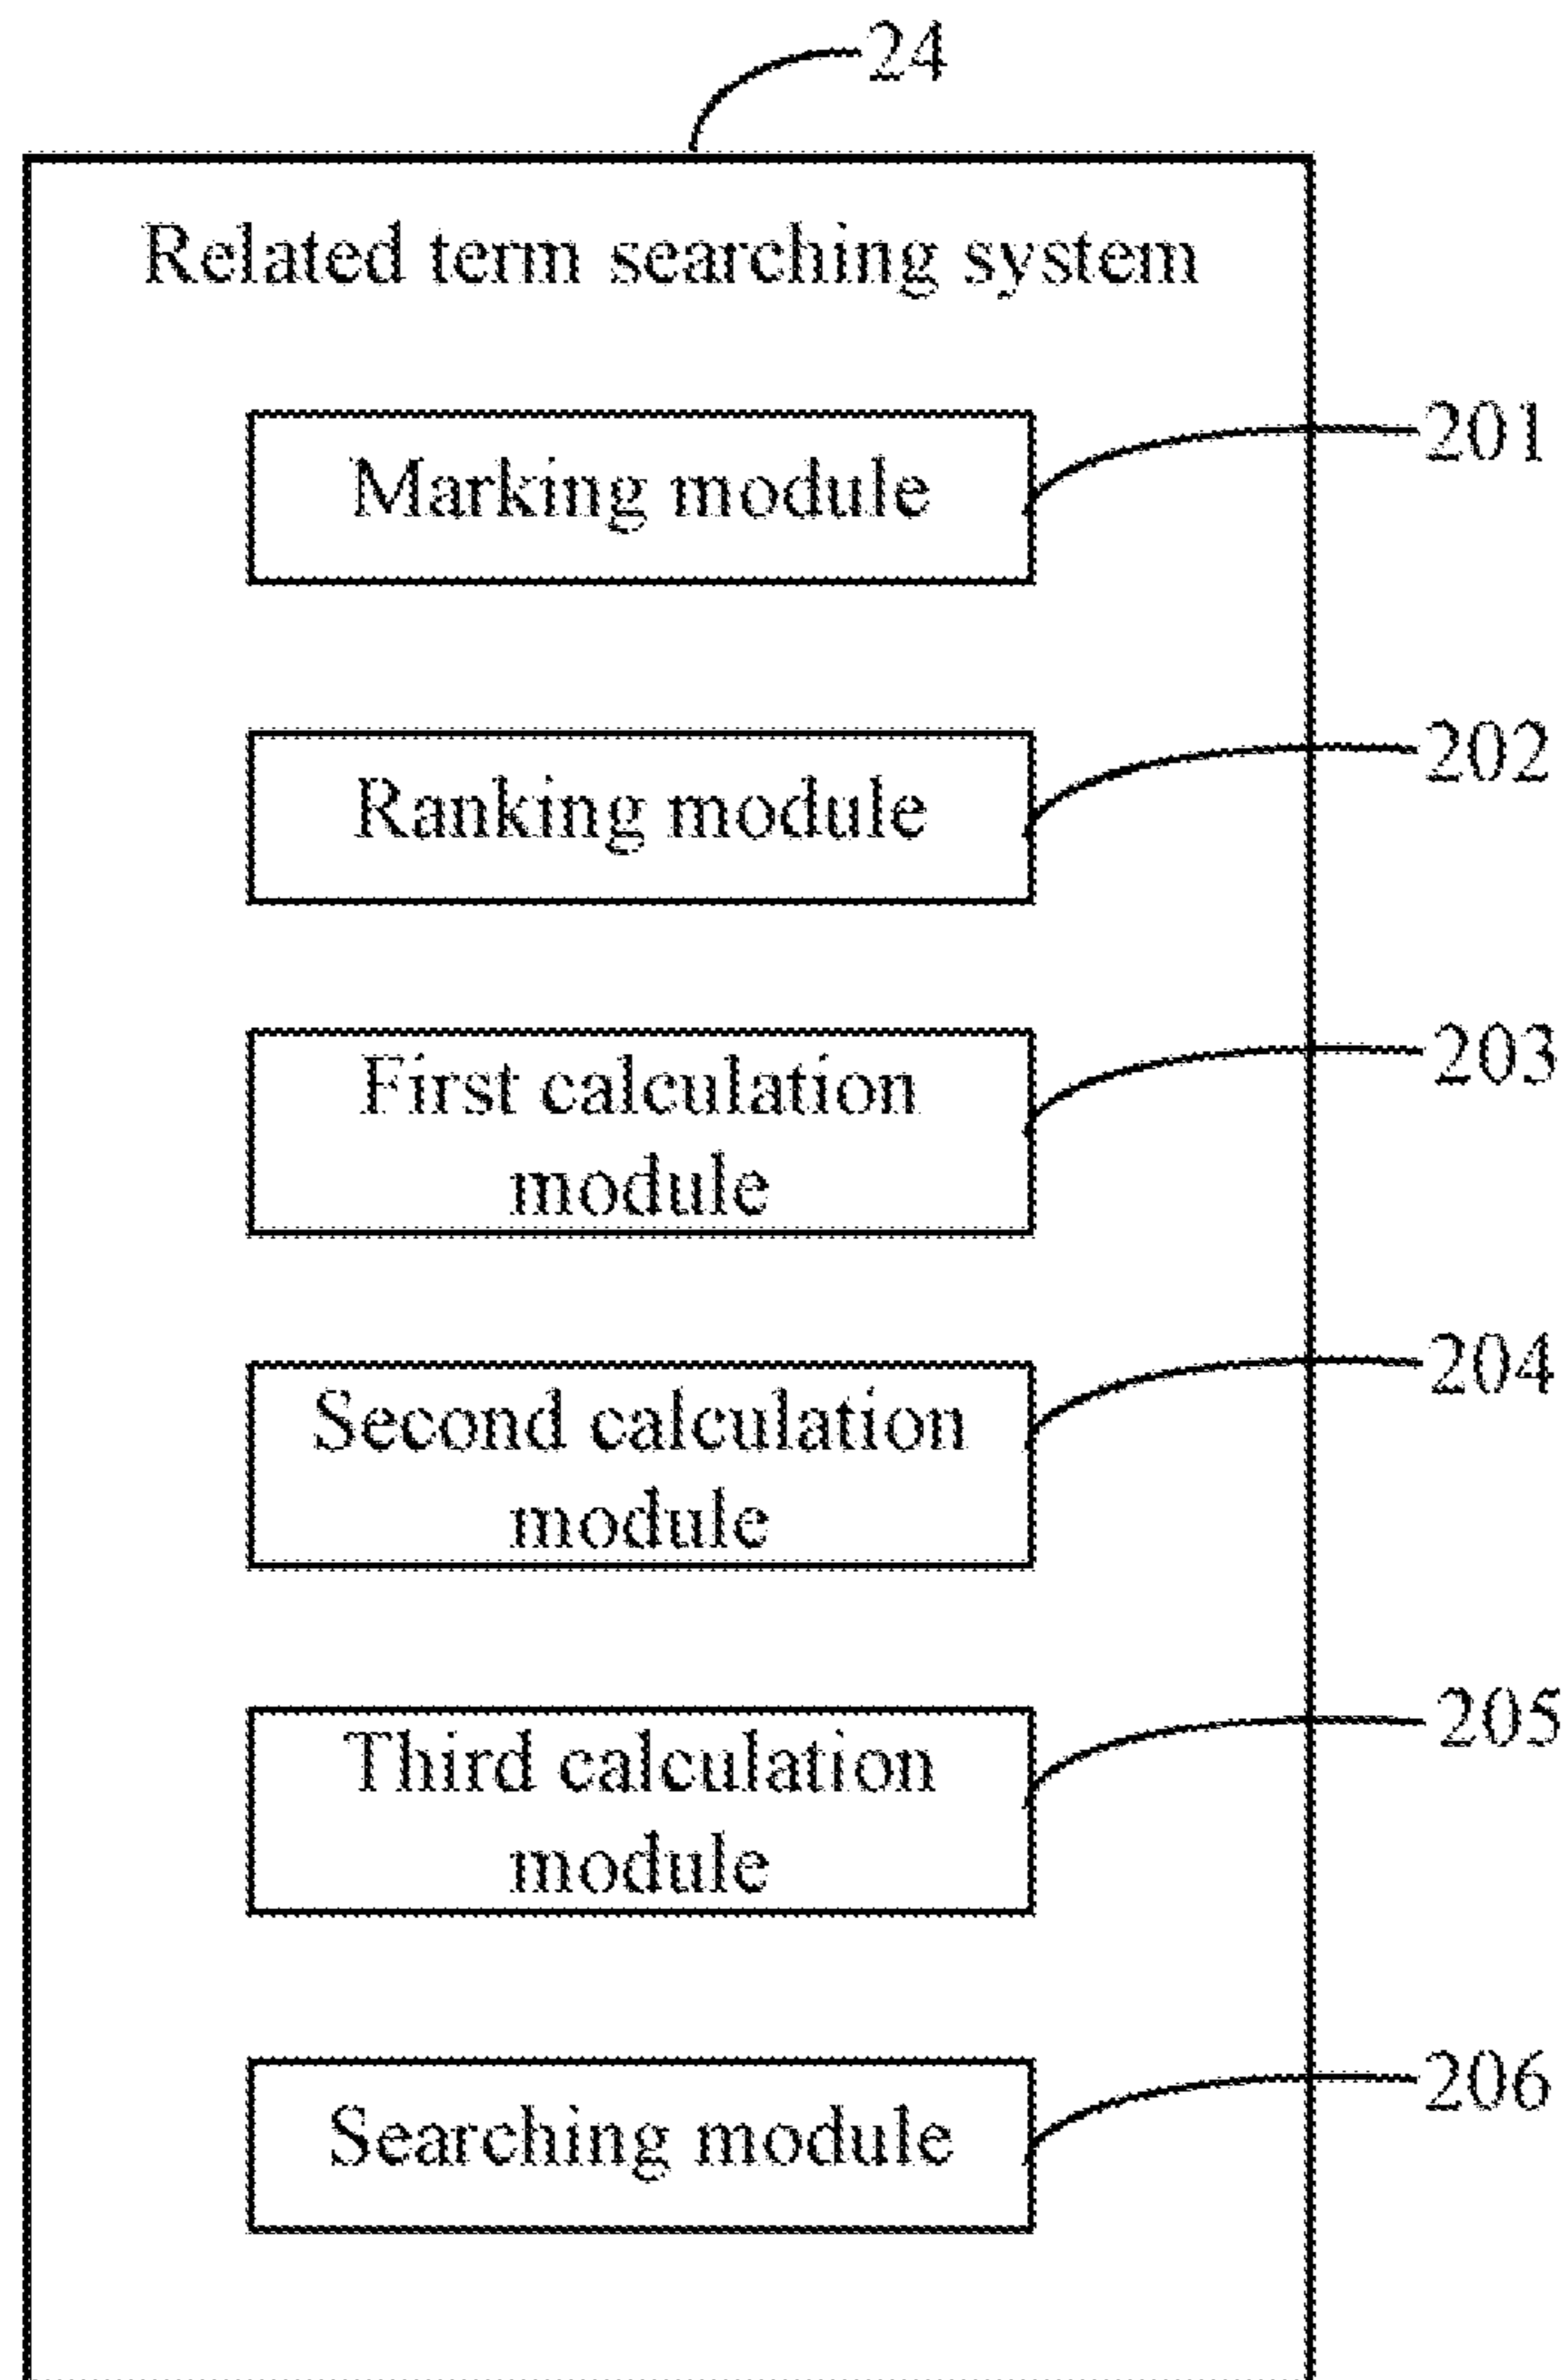 24
Related term searching system
Marking module
201
Ranking module
202
First calculation
module
203
Second calculation
module
204
Third calculation
module
205
Searching module
206